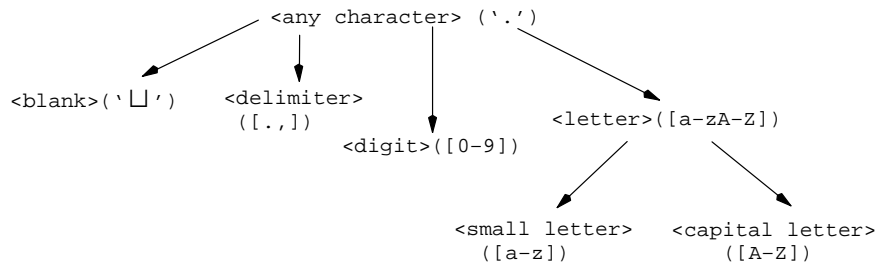 <any character> ('.')
<blank>('⊔')
<delimiter>
([.,])
<digit>([0-9])
<letter>([a-zA-Z])
<small letter>
([a-z])
<capital letter>
([A-Z])